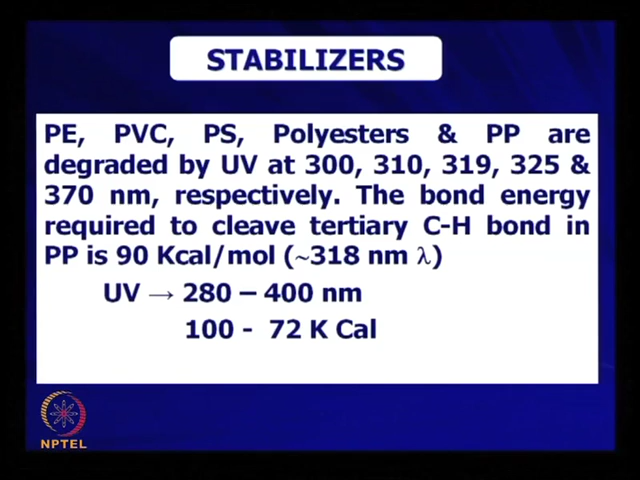 STABILIZERS
PE, PVC, PS, Polyesters & PP are
degraded by UV at 300, 310, 319, 325 &
370 nm, respectively. The bond energy
required to cleave tertiary C-H bond in
PP is 90 Kcal/mol (~318 nm λ)
UV → 280 – 400 nm
100 - 72 K Cal
NPTEL